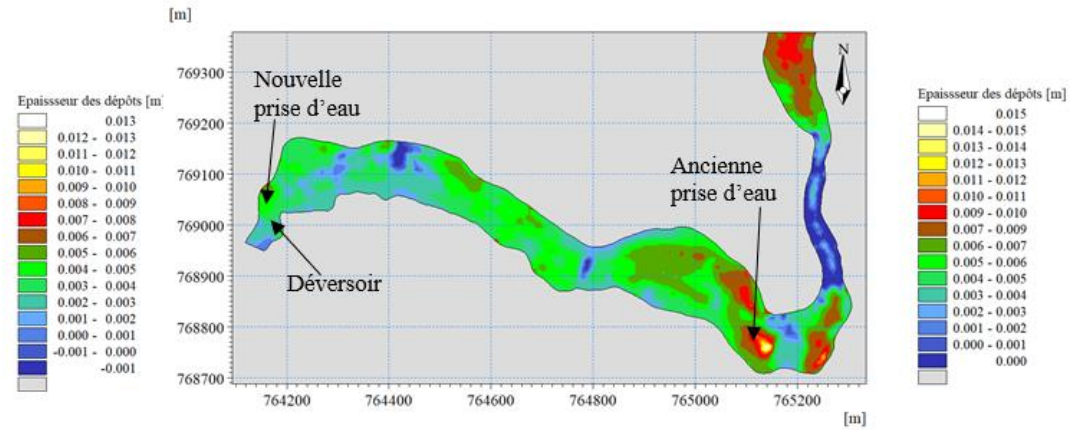 [m]
769300
769200
769100
769000
768900
768800
768700
764200
764400
764600
764800
765000
765200
[m]
N
Nouvelle
prise d’eau
Déversoir
Ancienne
prise d’eau
Epaissseur des dépôts [m]
0.013
0.012 - 0.013
0.011 - 0.012
0.010 - 0.011
0.009 - 0.010
0.008 - 0.009
0.007 - 0.008
0.006 - 0.007
0.005 - 0.006
0.004 - 0.005
0.003 - 0.004
0.002 - 0.003
0.001 - 0.002
0.000 - 0.001
-0.001 - 0.000
-0.001
Epaissseur des dépôts [m]
0.015
0.014 - 0.015
0.013 - 0.014
0.012 - 0.013
0.011 - 0.012
0.010 - 0.011
0.009 - 0.010
0.007 - 0.009
0.006 - 0.007
0.005 - 0.006
0.004 - 0.005
0.003 - 0.004
0.002 - 0.003
0.001 - 0.002
0.000 - 0.001
0.000